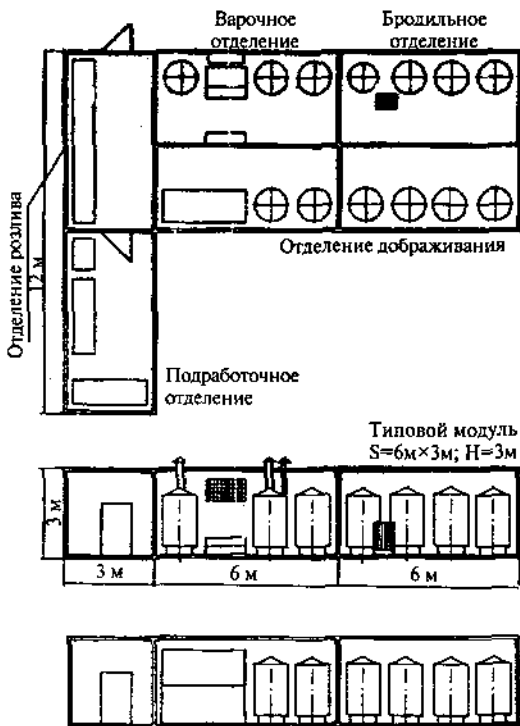 Варочное
отделение
Бродильное
отделение
Отделение розлива
12 м
Отделение дображивания
Подработочное
отделение
Типовой модуль
S=6м×3м; H=3м
3 м
3 м
6 м
6 м